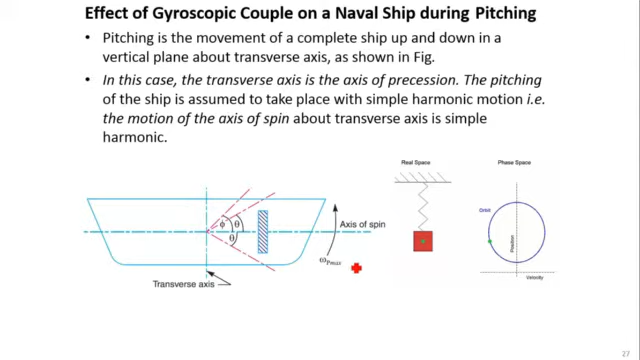 Effect of Gyroscopic Couple on a Naval Ship during Pitching
• Pitching is the movement of a complete ship up and down in a
vertical plane about transverse axis, as shown in Fig.
• In this case, the transverse axis is the axis of precession. The pitching
of the ship is assumed to take place with simple harmonic motion i.e.
the motion of the axis of spin about transverse axis is simple
harmonic.
Real Space
Phase Space
Orbit
Position
Velocity
ϕ
θ
θ
Axis of spin
ωPmax
Transverse axis
27